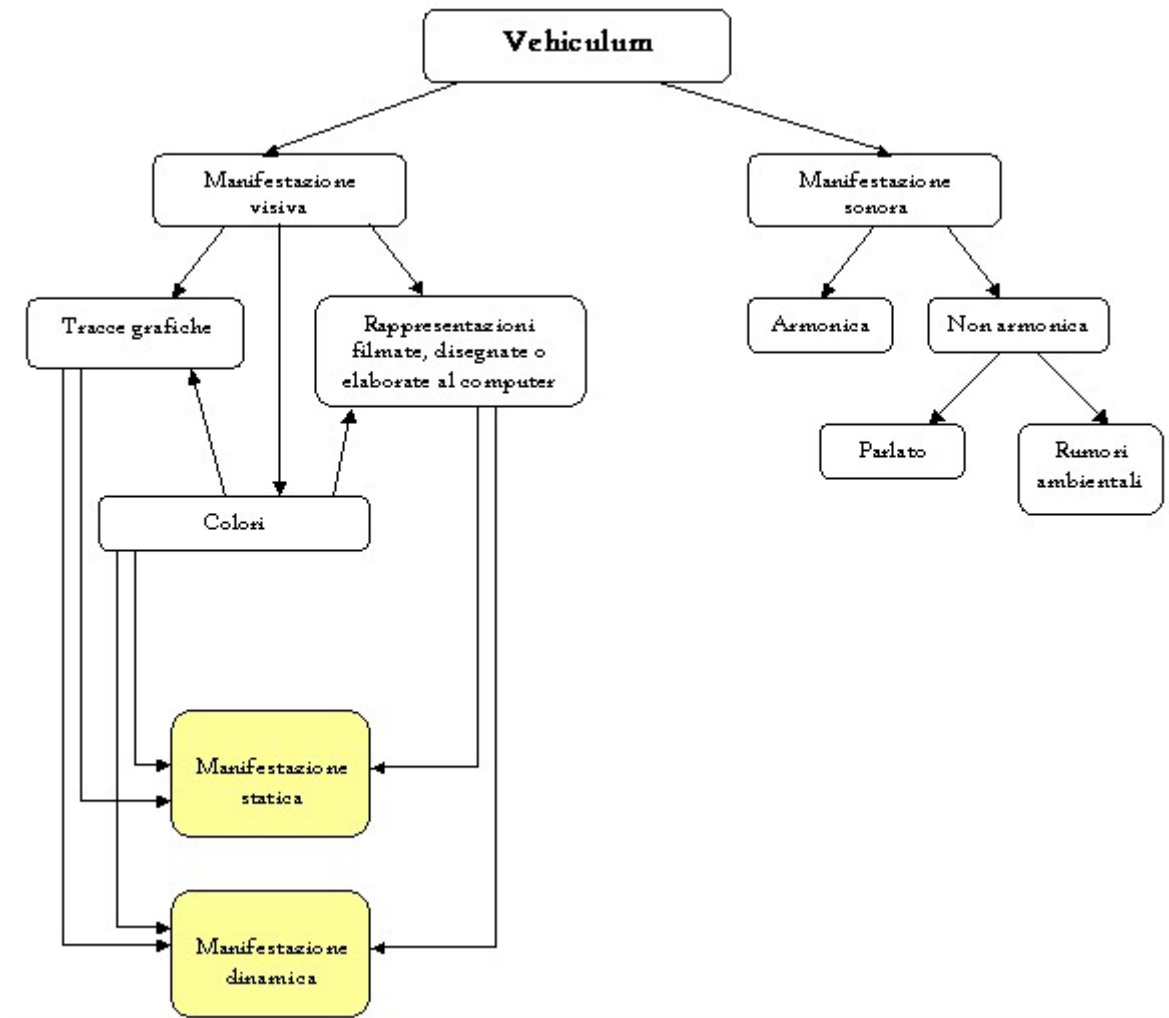 Vehiculum
Manifestazione
visiva
Manifestazione
sonora
Tracce grafiche
Rappresentazioni
filmate, disegnate o
elaborate al computer
Armonica
Non armonica
Parlato
Rumori
ambientali
Colori
Manifestazione
statica
Manifestazione
dinamica